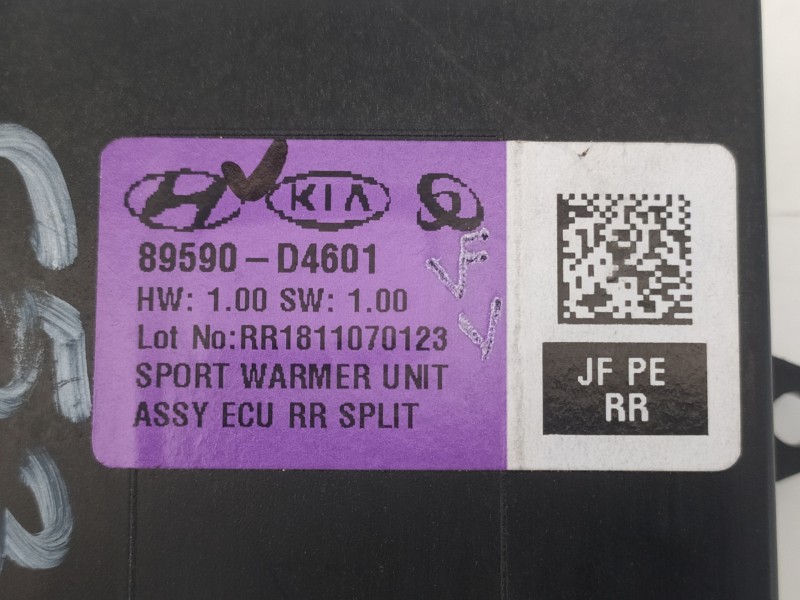 KIA
89590-D4601
HW: 1.00 SW: 1.00
Lot No:RR1811070123
SPORT WARMER UNIT
ASSY ECU RR SPLIT
JF PE
RR